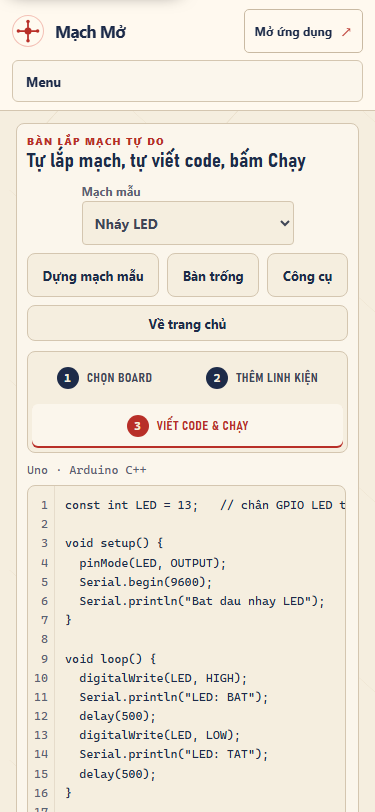 Mạch Mở
Mở ứng dụng ↗
Menu
BÀN LẮP MẠCH TỰ DO
Tự lắp mạch, tự viết code, bấm Chạy
Mạch mẫu
Nháy LED
Dựng mạch mẫu
Bàn trống
Công cụ
Về trang chủ
1 CHỌN BOARD
2 THÊM LINH KIỆN
3 VIẾT CODE & CHẠY
Uno · Arduino C++
1 const int LED = 13;   // chân GPIO LED t
2
3 void setup() {
4   pinMode(LED, OUTPUT);
5   Serial.begin(9600);
6   Serial.println("Bat dau nhay LED");
7 }
8
9 void loop() {
10   digitalWrite(LED, HIGH);
11   Serial.println("LED: BAT");
12   delay(500);
13   digitalWrite(LED, LOW);
14   Serial.println("LED: TAT");
15   delay(500);
16 }
17